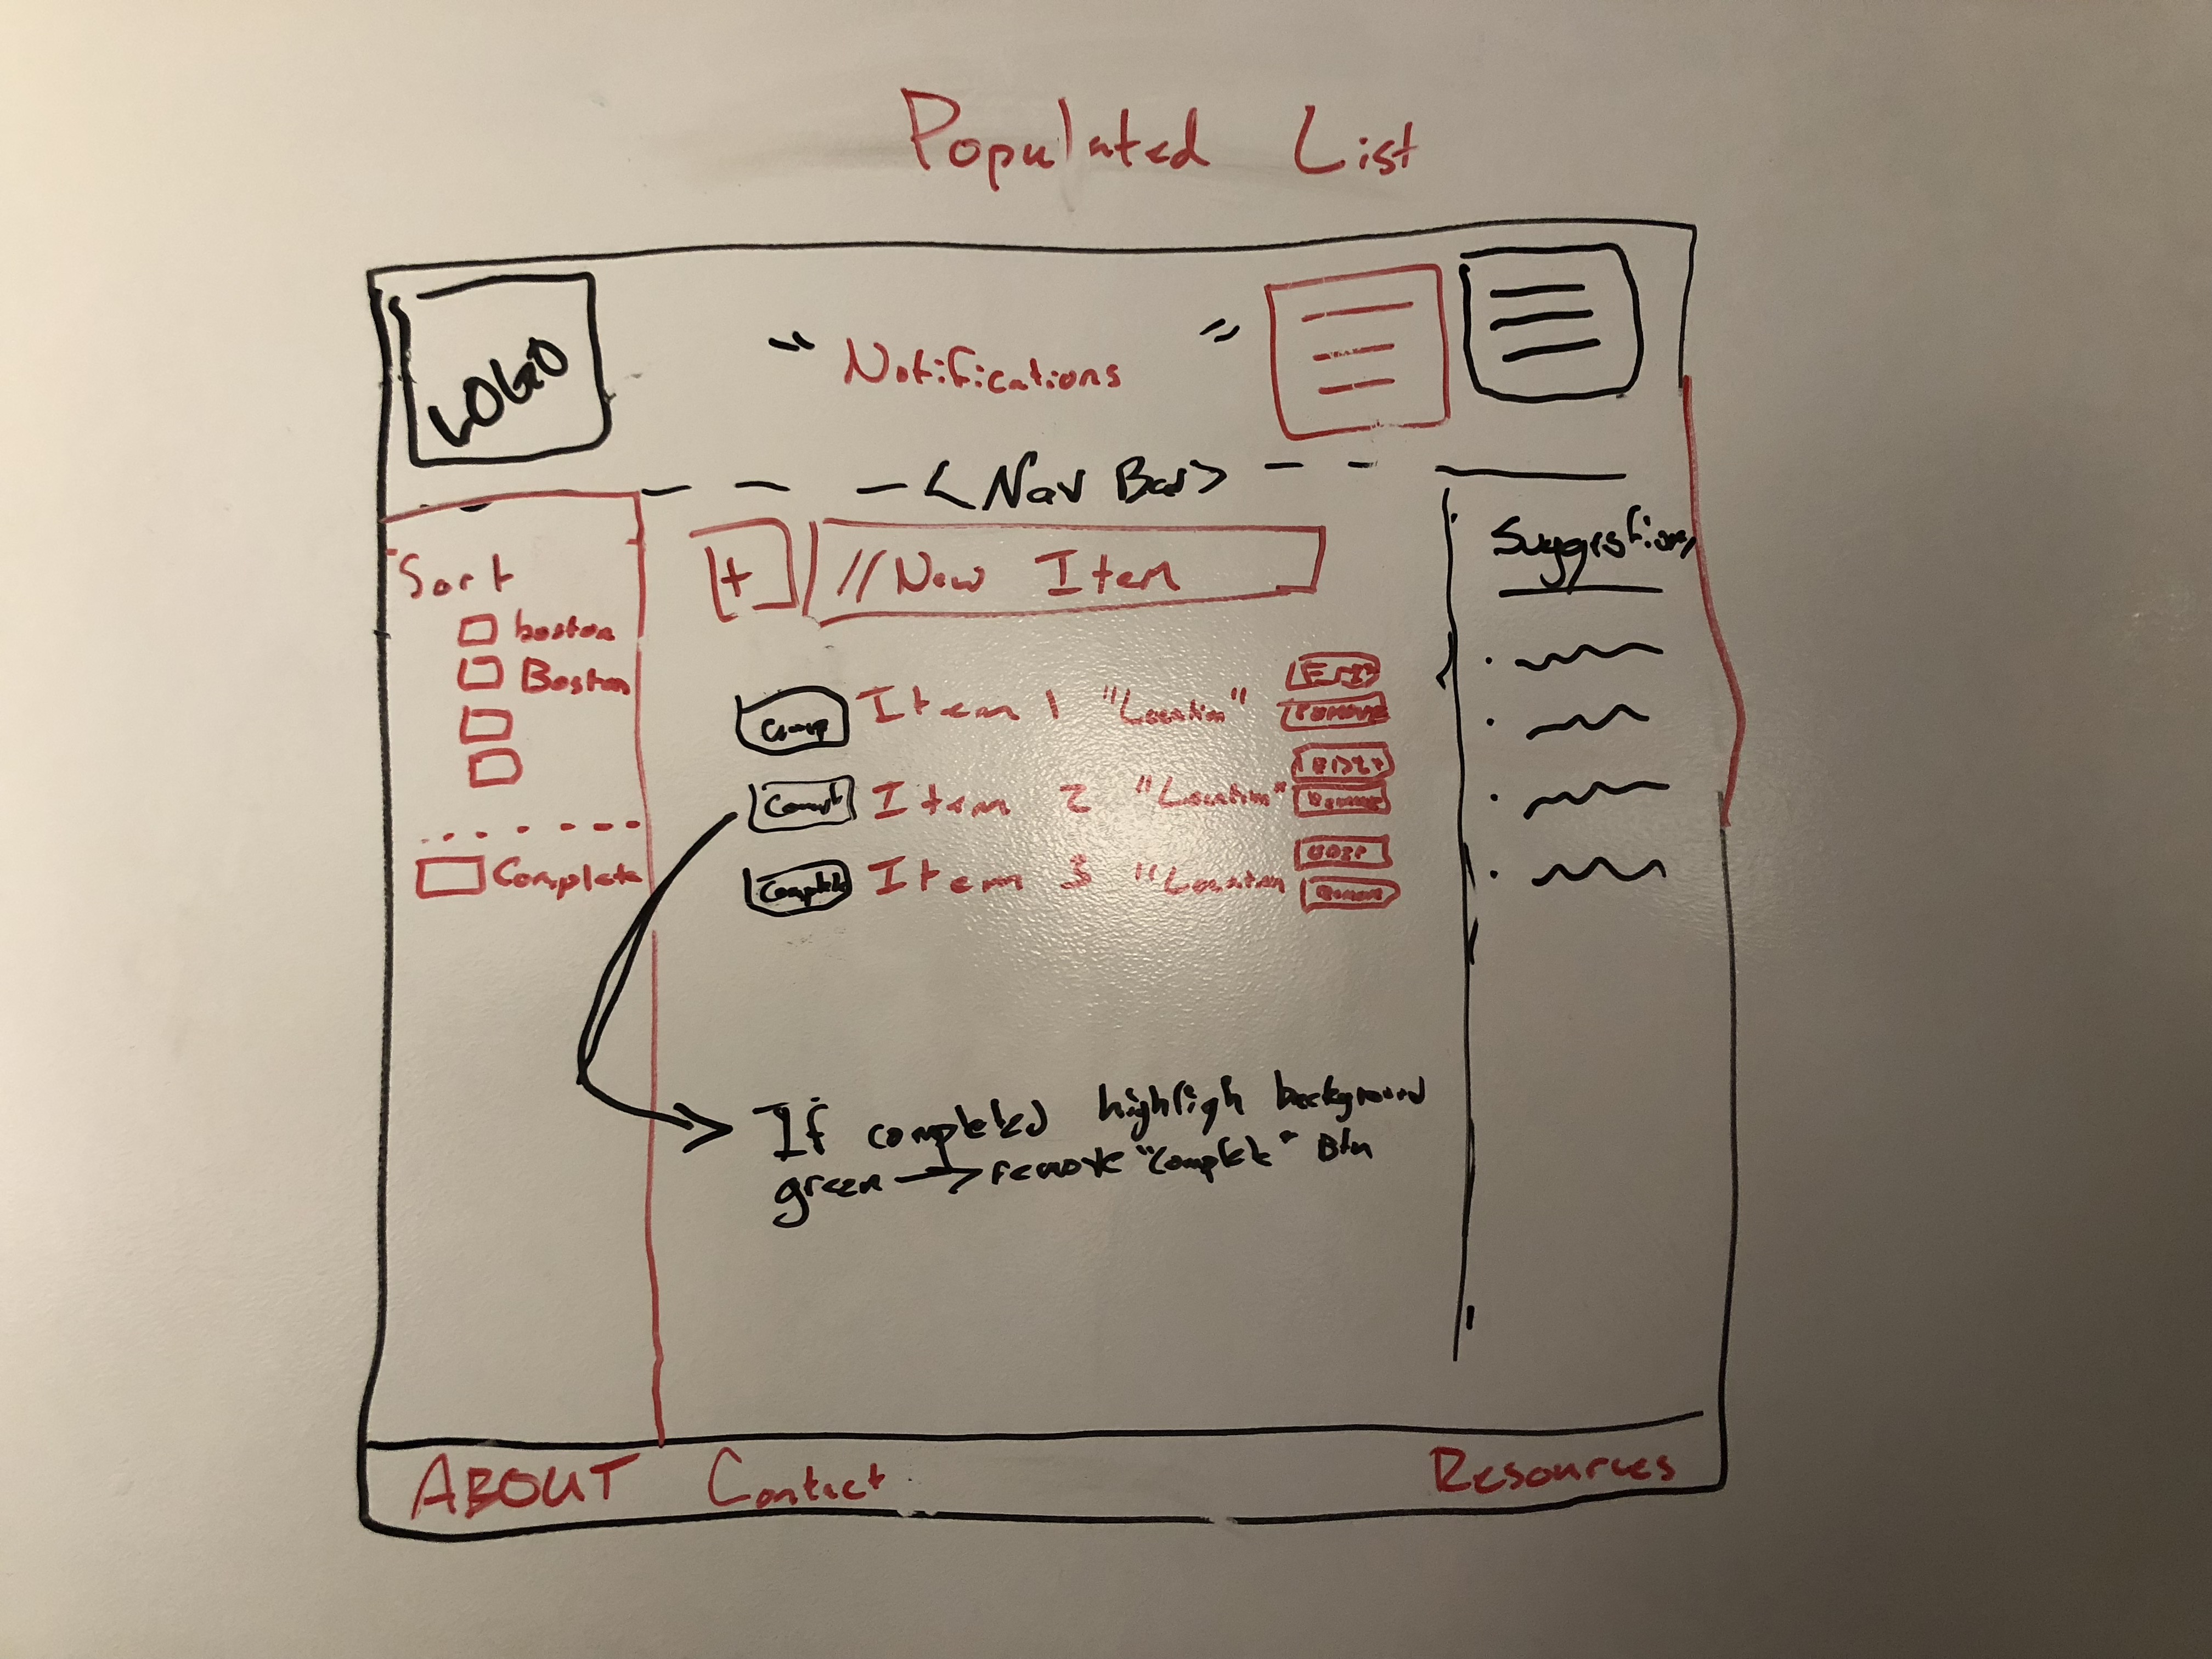 Populated List
LOGO
" Notifications "
<Nav Bar>
Sort
boston
Boston
Complete
+
//New Item
Suggestions
Comp Item 1 "Location" Edit
Remove
Item 2 "Location" Edit
Remove
Complete Item 3 "Location Edit
Remove
If completed highligh background
green → remove "complete" Btn
ABOUT Contact Resources